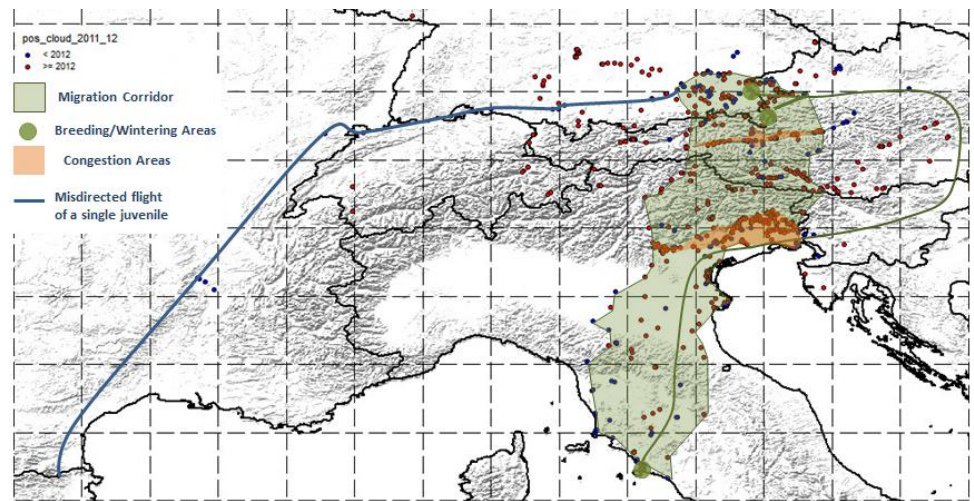 pos_cloud_2011_12
< 2012
>= 2012
Migration Corridor
Breeding/Wintering Areas
Congestion Areas
Misdirected flight
of a single juvenile